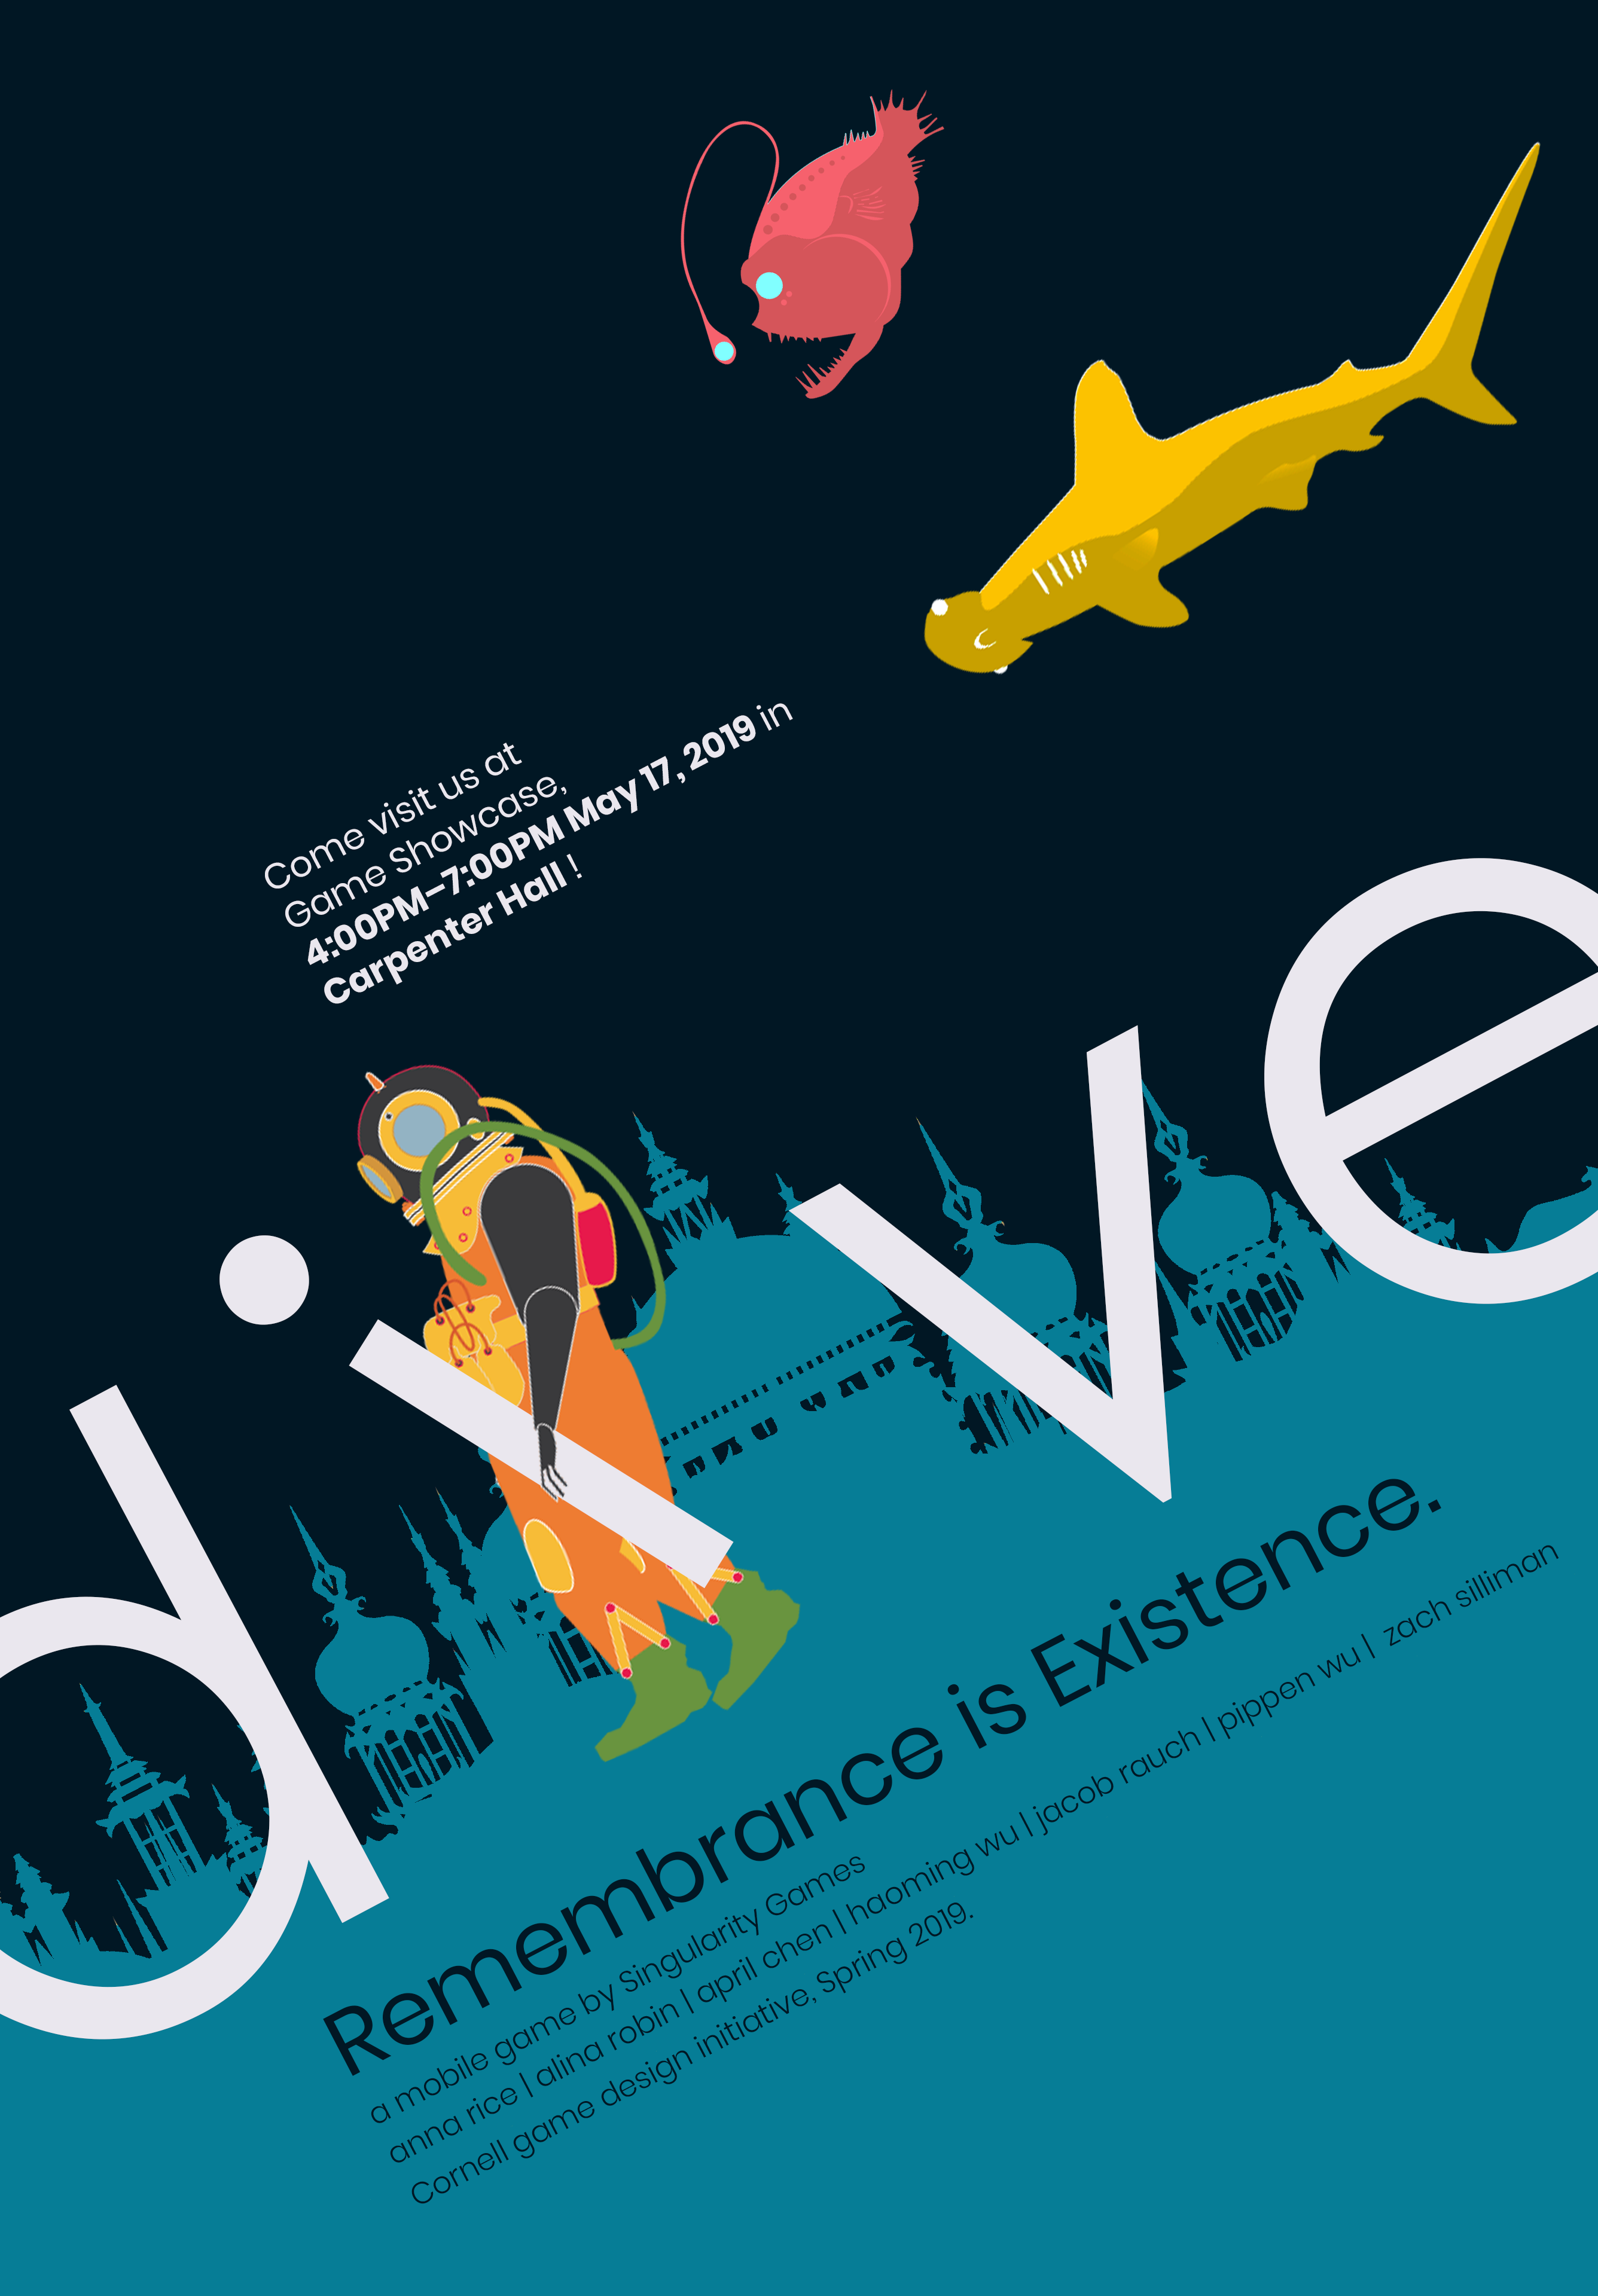 Come visit us at
Game Showcase,
4:00PM–7:00PM May 17, 2019 in
Carpenter Hall !
dive
Remembrance is Existence.
a mobile game by singularity Games
anna rice | alina robin | april chen | haoming wu | jacob rauch | pippen wu | zach silliman
Cornell game design initiative, spring 2019.